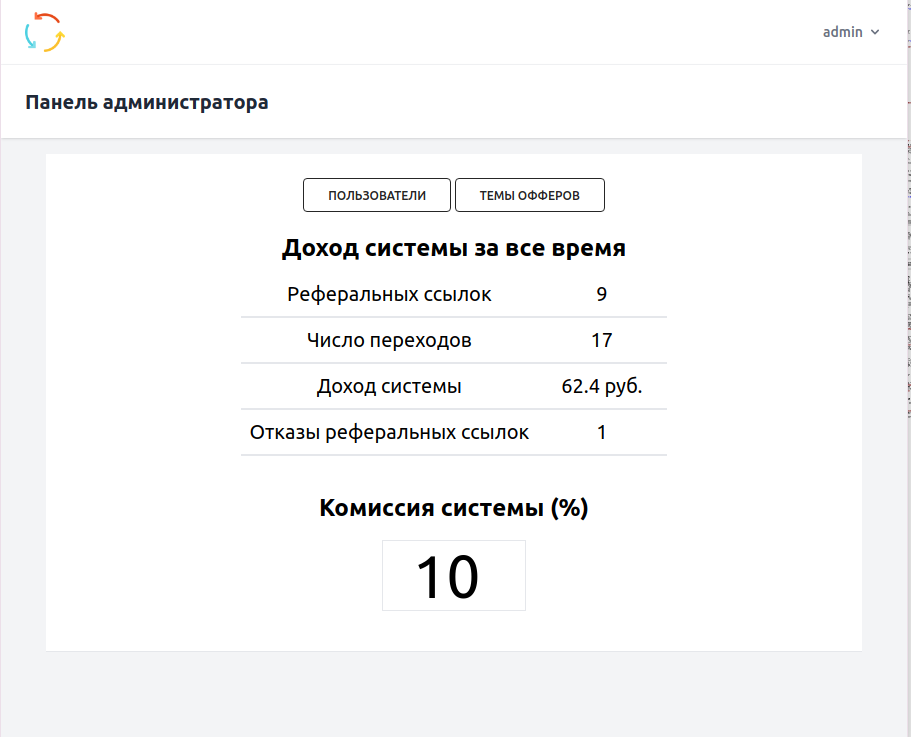 admin
Панель администратора
ПОЛЬЗОВАТЕЛИ ТЕМЫ ОФФЕРОВ
Доход системы за все время
Реферальных ссылок 9
Число переходов 17
Доход системы 62.4 руб.
Отказы реферальных ссылок 1
Комиссия системы (%)
10